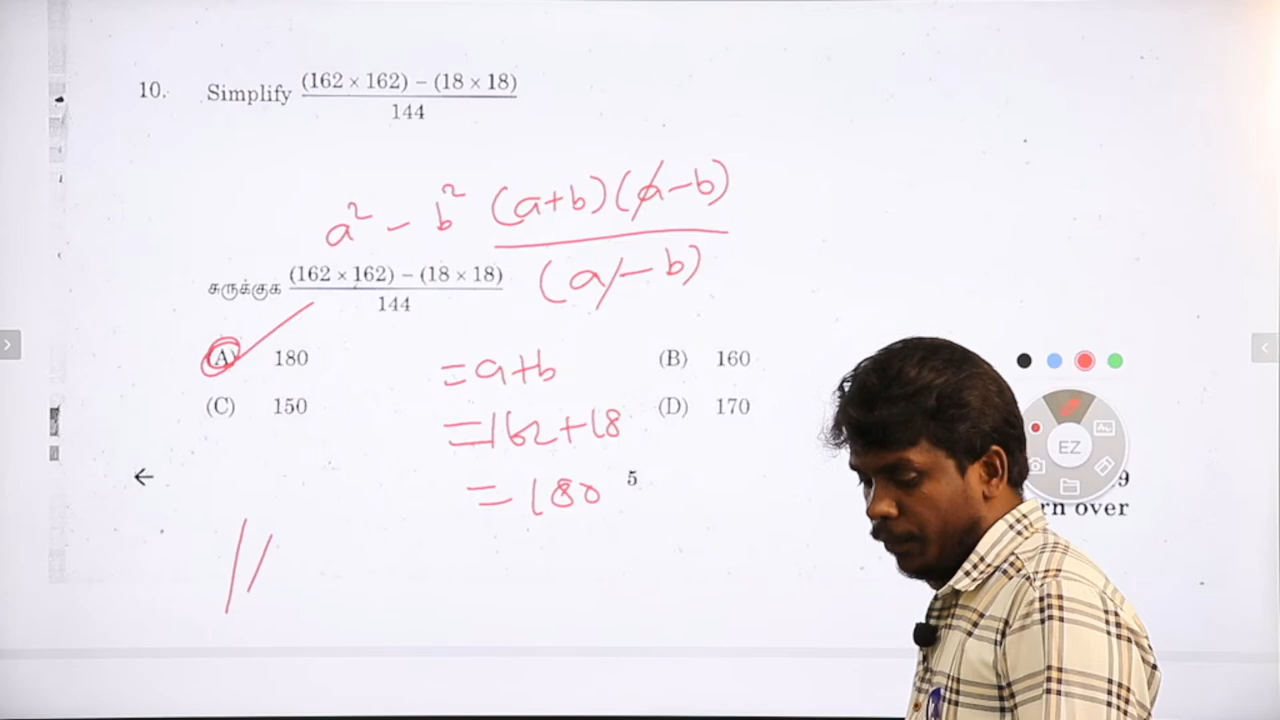 10. Simplify (162 × 162) − (18 × 18) / 144
a² − b² (a+b)(a−b) / (a−b)
சுருக்குக (162 × 162) − (18 × 18) / 144
(A) 180
(B) 160
(C) 150
(D) 170
=a+b
=162+18
=180
5
9
rn over
EZ